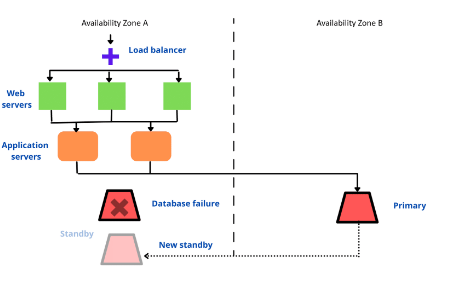 Availability Zone A
Availability Zone B
Load balancer
Web
servers
Application
servers
Database failure
Primary
Standby
New standby